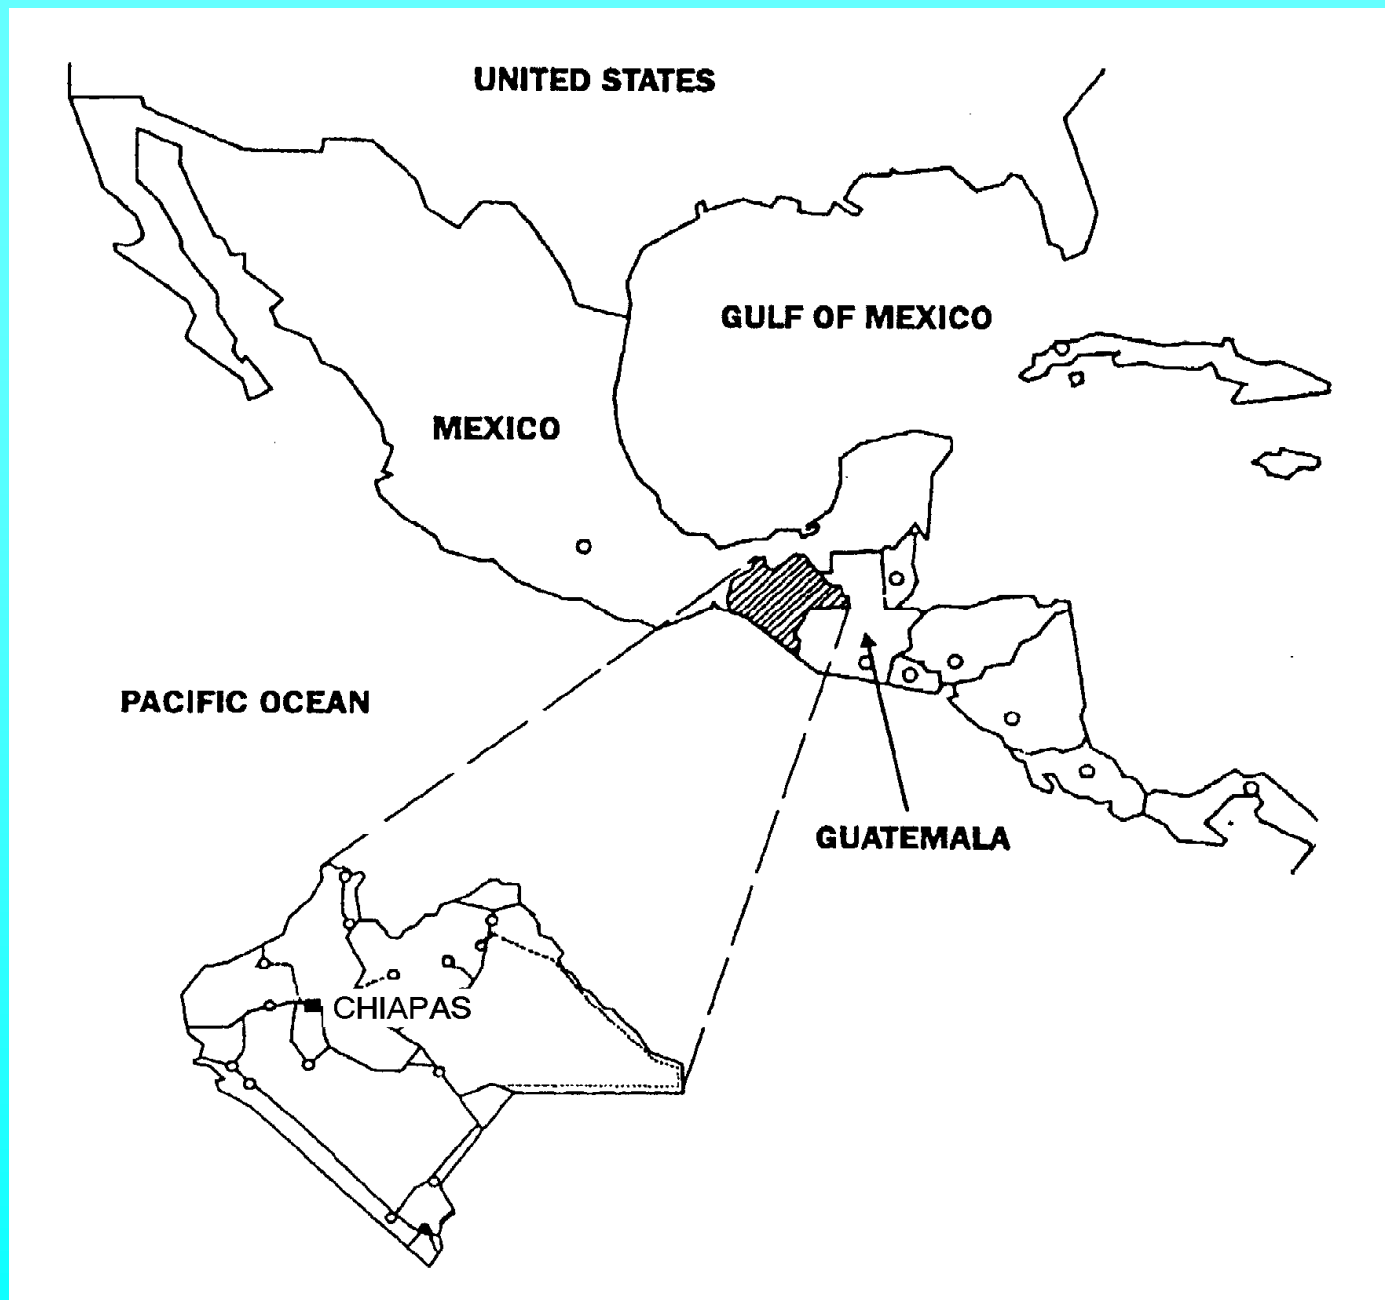 UNITED STATES
GULF OF MEXICO
MEXICO
PACIFIC OCEAN
GUATEMALA
CHIAPAS